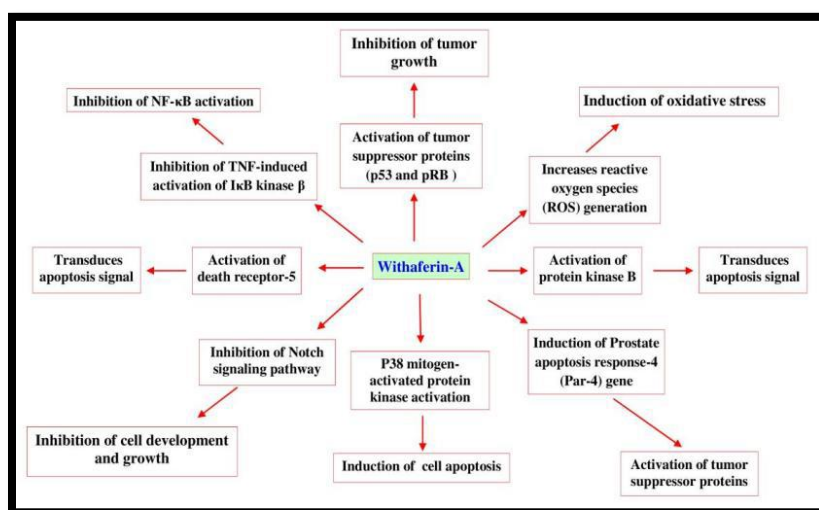 Inhibition of tumor
growth
Inhibition of NF-κB activation
Induction of oxidative stress
Activation of tumor
suppressor proteins
(p53 and pRB )
Inhibition of TNF-induced
activation of IκB kinase β
Increases reactive
oxygen species
(ROS) generation
Transduces
apoptosis signal
Activation of
death receptor-5
Withaferin-A
Activation of
protein kinase B
Transduces
apoptosis signal
Inhibition of Notch
signaling pathway
P38 mitogen-
activated protein
kinase activation
Induction of Prostate
apoptosis response-4
(Par-4) gene
Inhibition of cell development
and growth
Induction of cell apoptosis
Activation of tumor
suppressor proteins